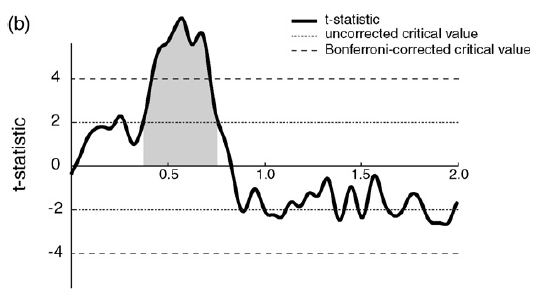 (b)
t-statistic
uncorrected critical value
Bonferroni-corrected critical value
t-statistic
4
2
0
-2
-4
0.5
1.0
1.5
2.0